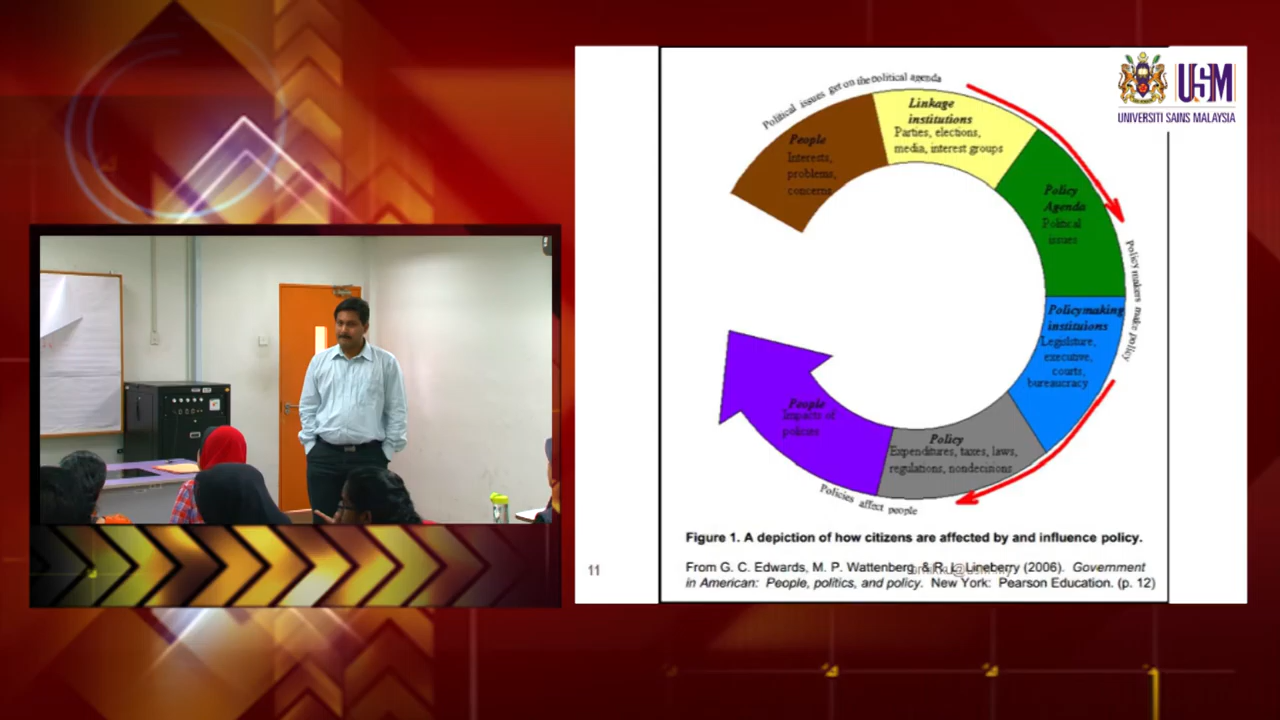 USM
UNIVERSITI SAINS MALAYSIA
Political issues get on the political agenda
People
Interests,
problems,
concerns
Linkage
institutions
Parties, elections,
media, interest groups
Policy
Agenda
Political
issues
Policymakers make policy
Policymaking
instituions
Legislsture,
executive,
courts,
bureaucracy
Policy
Expenditures, taxes, laws,
regulations, nondecisions
People
Impacts of
policies
Policies affect people
Figure 1. A depiction of how citizens are affected by and influence policy.
From G. C. Edwards, M. P. Wattenberg, & R. L. Lineberry (2006). Government
in American: People, politics, and policy. New York: Pearson Education. (p. 12)
11